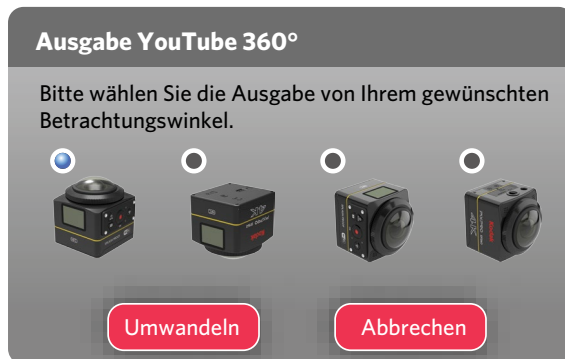 Ausgabe YouTube 360°
Bitte wählen Sie die Ausgabe von Ihrem gewünschten
Betrachtungswinkel.
Umwandeln
Abbrechen